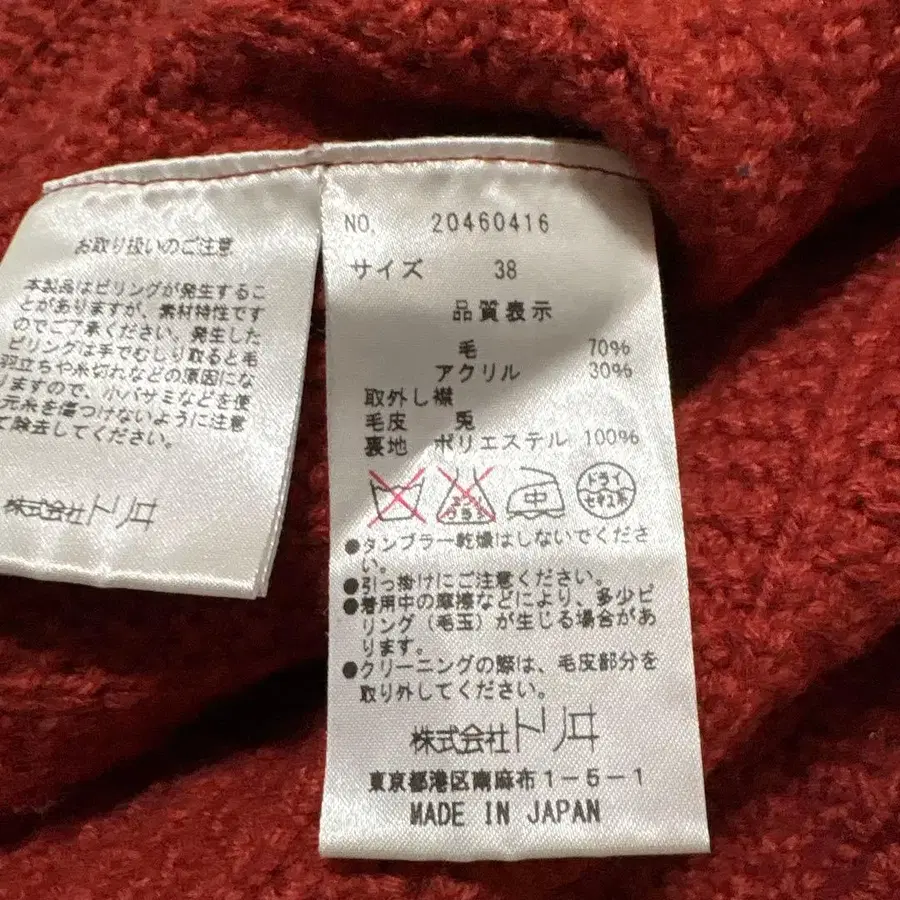 お取り扱いのご注意
本製品はピリングが発生するこ
とがありますが、素材特性です
のでご了承ください。発生した
ピリングは手でむしり取ると毛
羽立ちや糸切れなどの原因にな
りますので、小バサミなどを使
元糸を傷つけないように注意
て除去してください。
株式会社トリロ
NO. 20460416
サイズ 38
品質表示
毛 70%
アクリル 30%
取外し襟
毛皮 兎
裏地 ポリエステル 100%
エンソ サラシ 中 ドライ セキユ系
●タンブラー乾燥はしないでくださ
い。
●引っ掛けにご注意ください。
●着用中の摩擦などにより、多少ピ
リング(毛玉)が生じる場合があ
ります。
●クリーニングの際は、毛皮部分を
取り外してください。
株式会社トリロ
東京都港区南麻布1-5-1
MADE IN JAPAN